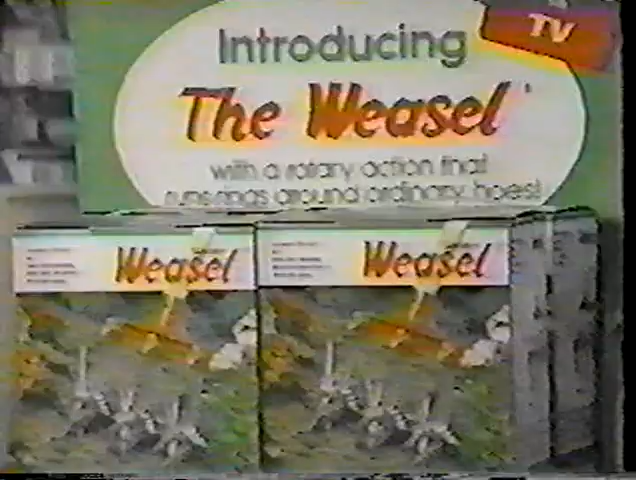 TV
Introducing
The Weasel
with a rotary action that
runs rings around ordinary hoes!
Weasel
Weasel